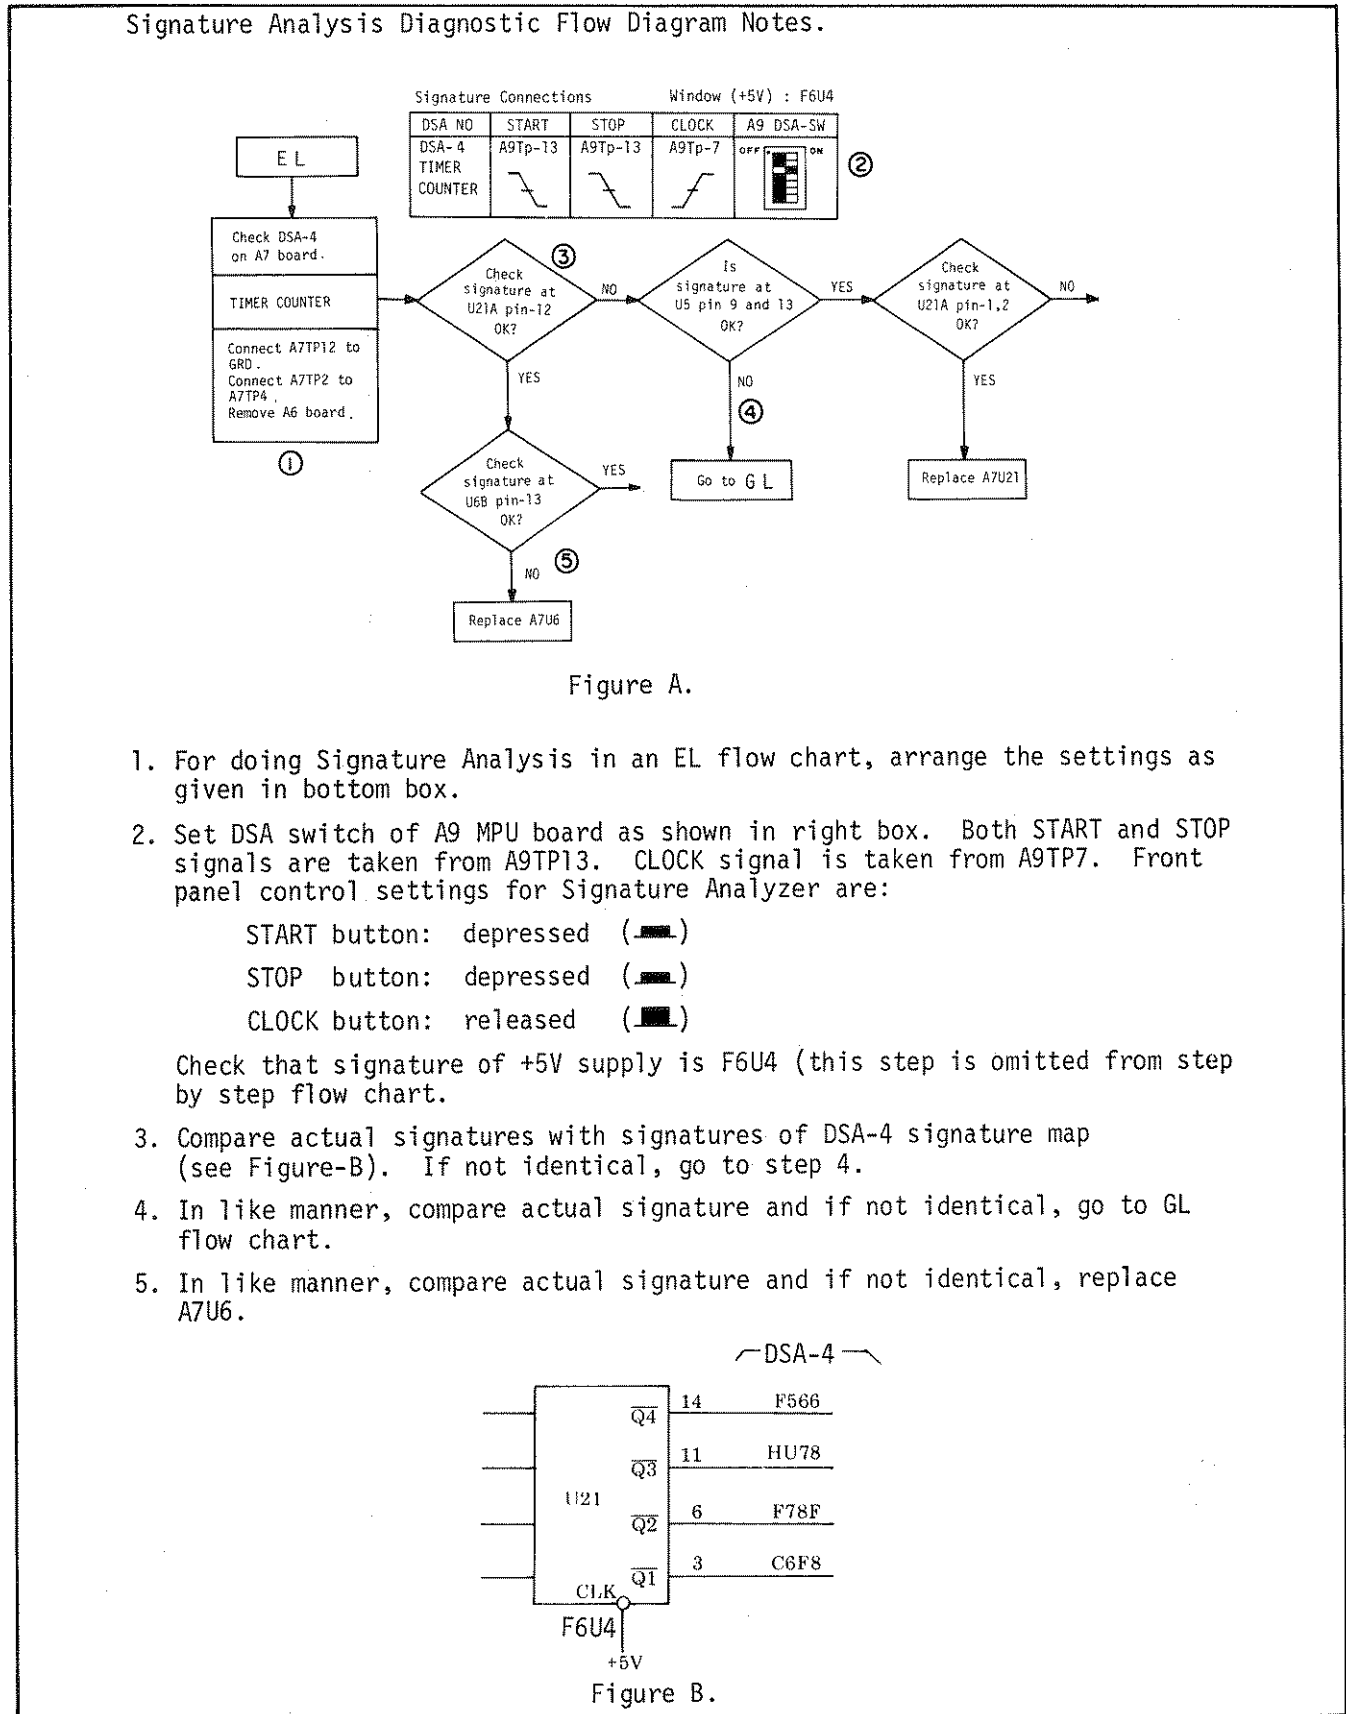 Signature Analysis Diagnostic Flow Diagram Notes.
Signature Connections Window (+5V) : F6U4
DSA NO START STOP CLOCK A9 DSA-SW
DSA-4 TIMER COUNTER A9Tp-13 A9Tp-13 A9Tp-7 OFF ON
②
EL
Check DSA-4
on A7 board.
TIMER COUNTER
Connect A7TP12 to
GRD.
Connect A7TP2 to
A7TP4.
Remove A6 board.
①
③
Check
signature at
U21A pin-12
OK?
NO
Is
signature at
U5 pin 9 and 13
OK?
YES
Check
signature at
U21A pin-1,2
OK?
NO
YES
NO
④
YES
Check
signature at
U6B pin-13
OK?
YES
Go to GL
Replace A7U21
NO
⑤
Replace A7U6
Figure A.
1. For doing Signature Analysis in an EL flow chart, arrange the settings as
given in bottom box.
2. Set DSA switch of A9 MPU board as shown in right box. Both START and STOP
signals are taken from A9TP13. CLOCK signal is taken from A9TP7. Front
panel control settings for Signature Analyzer are:
START button: depressed ( )
STOP button: depressed ( )
CLOCK button: released ( )
Check that signature of +5V supply is F6U4 (this step is omitted from step
by step flow chart.
3. Compare actual signatures with signatures of DSA-4 signature map
(see Figure-B). If not identical, go to step 4.
4. In like manner, compare actual signature and if not identical, go to GL
flow chart.
5. In like manner, compare actual signature and if not identical, replace
A7U6.
DSA-4
Q̅4̅ 14 F566
Q̅3̅ 11 HU78
U21
Q̅2̅ 6 F78F
Q̅1̅ 3 C6F8
CLK
F6U4
+5V
Figure B.